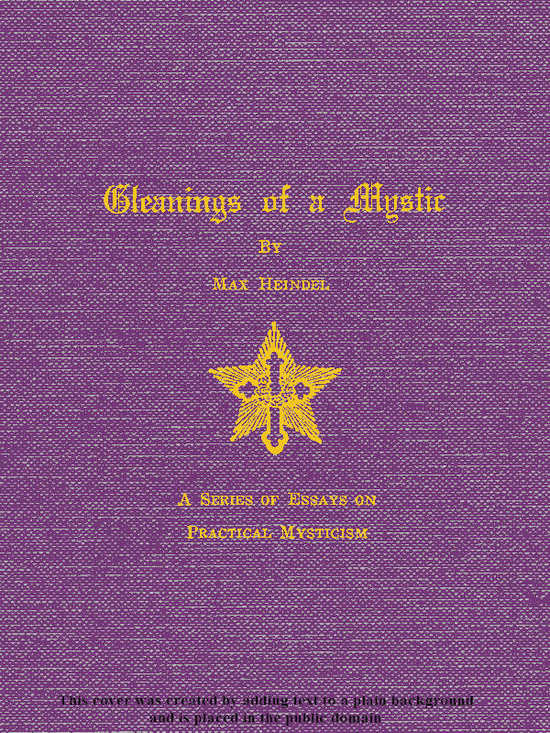 Gleanings of a Mystic
By
Max Heindel
A Series of Essays on
Practical Mysticism
This cover was created by adding text to a plain background
and is placed in the public domain